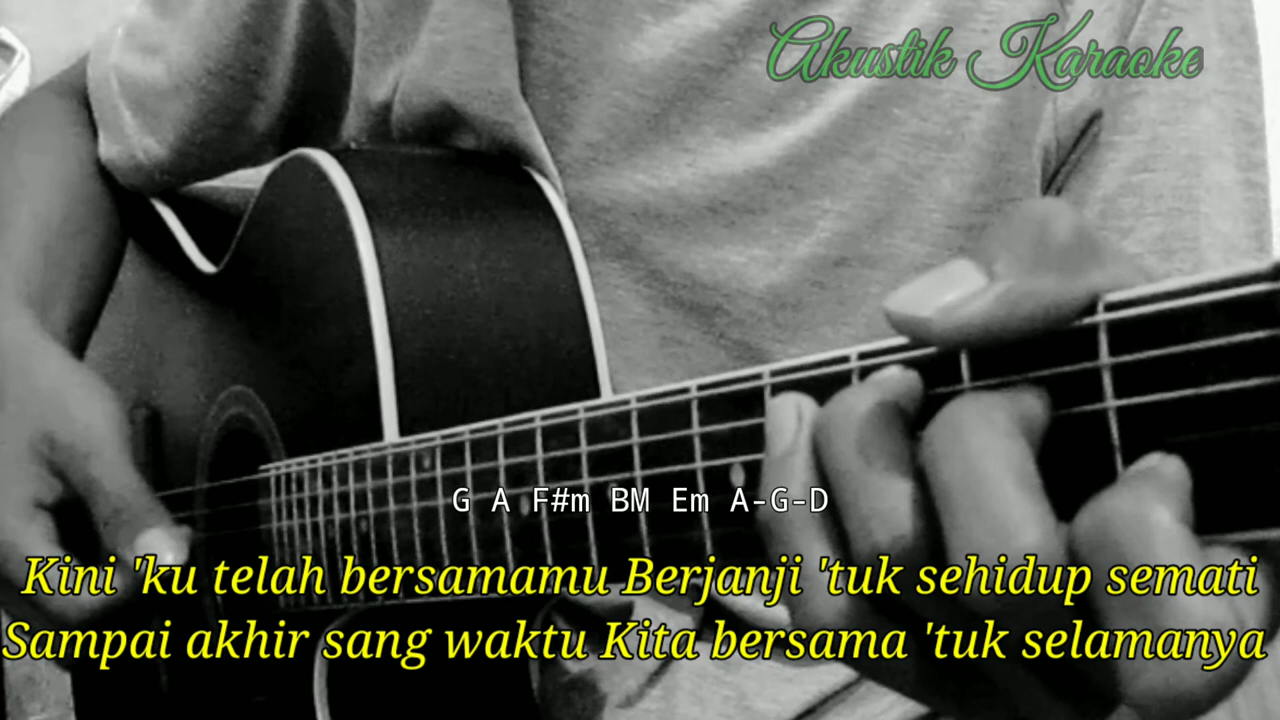 Akustik Karaoke
G A F#m BM Em A-G-D
Kini 'ku telah bersamamu Berjanji 'tuk sehidup semati
Sampai akhir sang waktu Kita bersama 'tuk selamanya